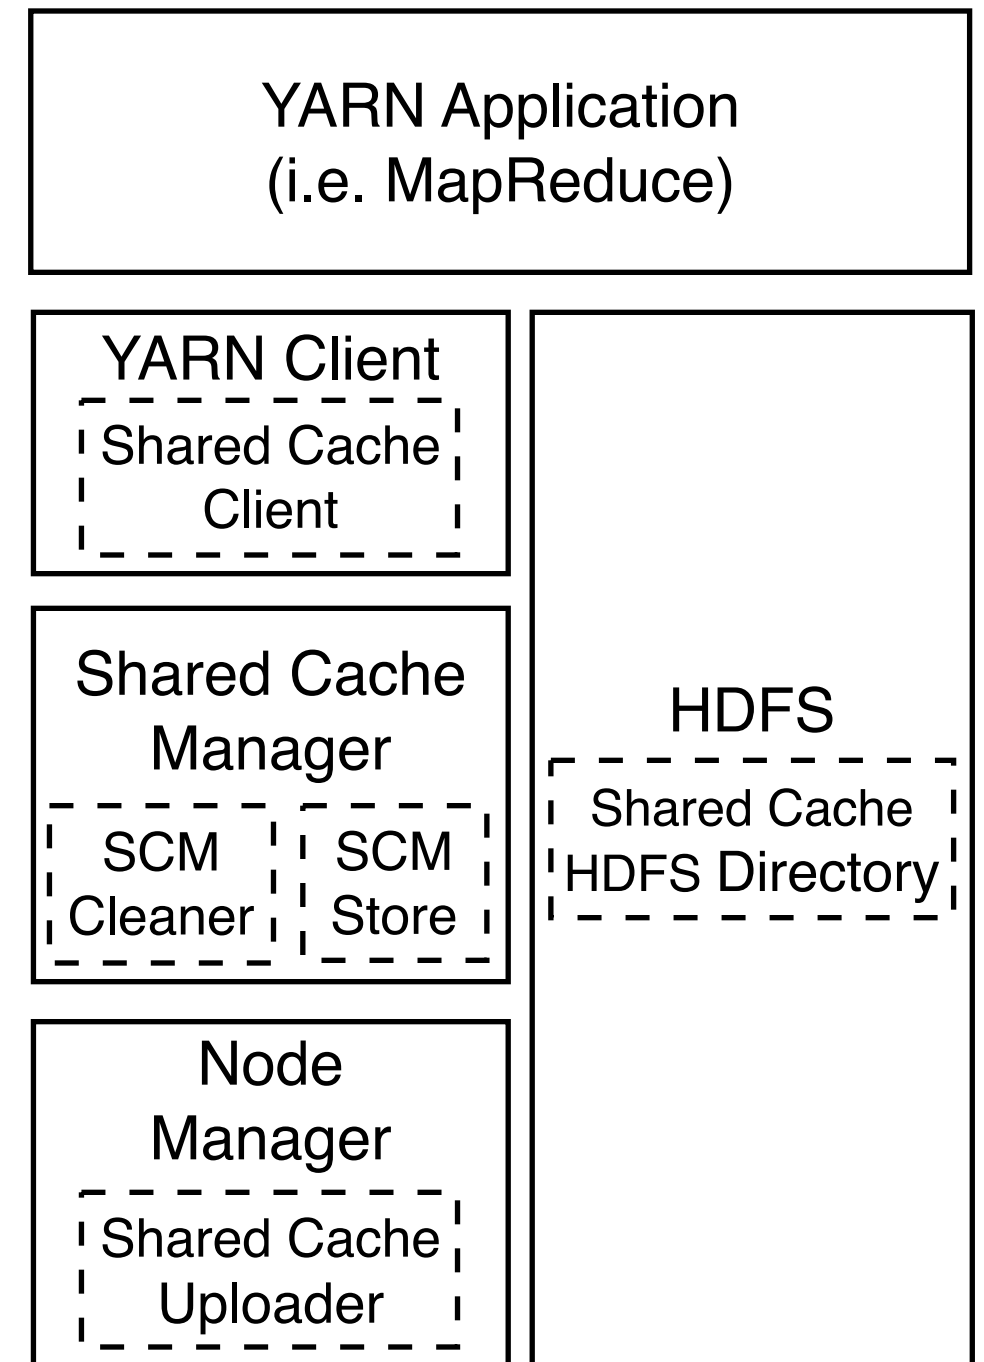 YARN Application
(i.e. MapReduce)
YARN Client
Shared Cache
Client
Shared Cache
Manager
SCM
Cleaner
SCM
Store
Node
Manager
Shared Cache
Uploader
HDFS
Shared Cache
HDFS Directory